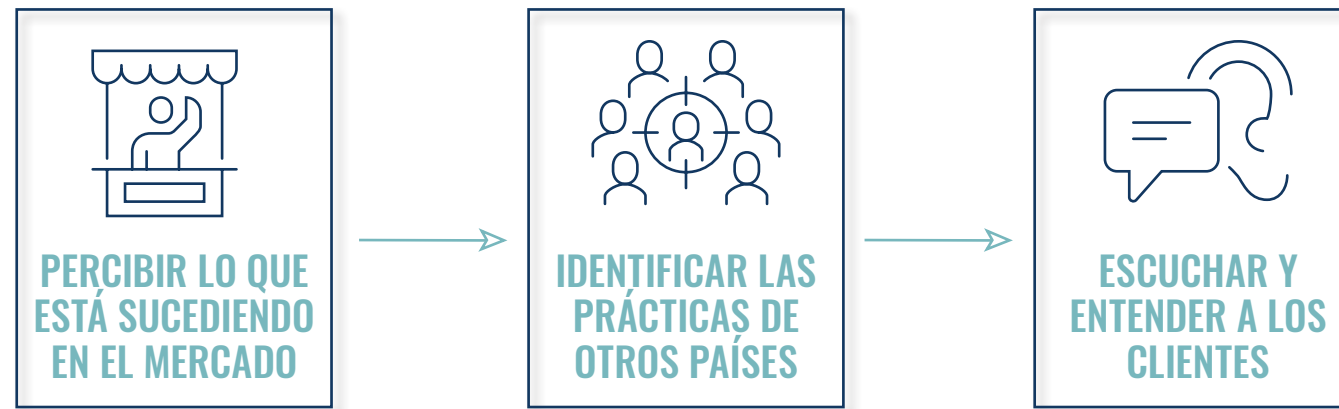 PERCIBIR LO QUE
ESTÁ SUCEDIENDO
EN EL MERCADO
IDENTIFICAR LAS
PRÁCTICAS DE
OTROS PAÍSES
ESCUCHAR Y
ENTENDER A LOS
CLIENTES